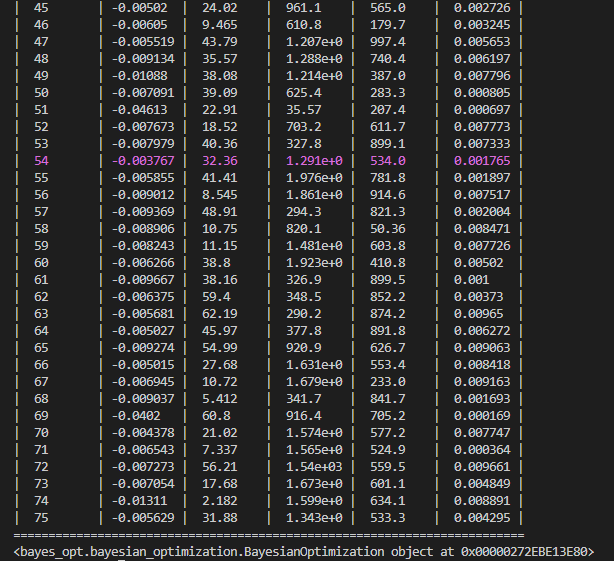 | 45 | -0.00502 | 24.02 | 961.1 | 565.0 | 0.002726 |
| 46 | -0.00605 | 9.465 | 610.8 | 179.7 | 0.003245 |
| 47 | -0.005519 | 43.79 | 1.207e+0 | 997.4 | 0.005653 |
| 48 | -0.009134 | 35.57 | 1.288e+0 | 740.4 | 0.006197 |
| 49 | -0.01088 | 38.08 | 1.214e+0 | 387.0 | 0.007796 |
| 50 | -0.007091 | 39.09 | 625.4 | 283.3 | 0.000805 |
| 51 | -0.04613 | 22.91 | 35.57 | 207.4 | 0.000697 |
| 52 | -0.007673 | 18.52 | 703.2 | 611.7 | 0.007773 |
| 53 | -0.007979 | 40.36 | 327.8 | 899.1 | 0.007333 |
| 54 | -0.003767 | 32.36 | 1.291e+0 | 534.0 | 0.001765 |
| 55 | -0.005855 | 41.41 | 1.976e+0 | 781.8 | 0.001897 |
| 56 | -0.009012 | 8.545 | 1.861e+0 | 914.6 | 0.007517 |
| 57 | -0.009369 | 48.91 | 294.3 | 821.3 | 0.002004 |
| 58 | -0.008906 | 10.75 | 820.1 | 50.36 | 0.008471 |
| 59 | -0.008243 | 11.15 | 1.481e+0 | 603.8 | 0.007726 |
| 60 | -0.006266 | 38.8 | 1.923e+0 | 410.8 | 0.00502 |
| 61 | -0.009667 | 38.16 | 326.9 | 899.5 | 0.001 |
| 62 | -0.006375 | 59.4 | 348.5 | 852.2 | 0.00373 |
| 63 | -0.005681 | 62.19 | 290.2 | 874.2 | 0.00965 |
| 64 | -0.005027 | 45.97 | 377.8 | 891.8 | 0.006272 |
| 65 | -0.009274 | 54.99 | 920.9 | 626.7 | 0.009063 |
| 66 | -0.005015 | 27.68 | 1.631e+0 | 553.4 | 0.008418 |
| 67 | -0.006945 | 10.72 | 1.679e+0 | 233.0 | 0.009163 |
| 68 | -0.009037 | 5.412 | 341.7 | 841.7 | 0.001693 |
| 69 | -0.0402 | 60.8 | 916.4 | 705.2 | 0.000169 |
| 70 | -0.004378 | 21.02 | 1.574e+0 | 577.2 | 0.007747 |
| 71 | -0.006543 | 7.337 | 1.565e+0 | 524.9 | 0.000364 |
| 72 | -0.007273 | 56.21 | 1.54e+03 | 559.5 | 0.009661 |
| 73 | -0.007054 | 17.68 | 1.673e+0 | 601.1 | 0.004849 |
| 74 | -0.01311 | 2.182 | 1.599e+0 | 634.1 | 0.008891 |
| 75 | -0.005629 | 31.88 | 1.343e+0 | 533.3 | 0.004295 |
=========================================================================
<bayes_opt.bayesian_optimization.BayesianOptimization object at 0x00000272EBE13E80>